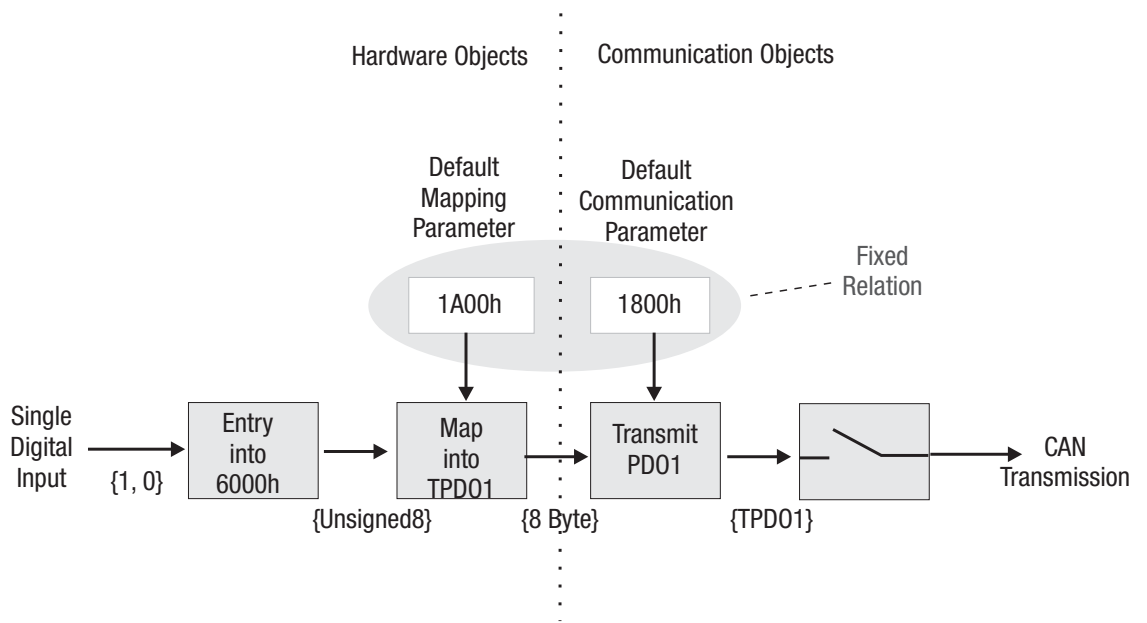 Hardware Objects
Communication Objects
Default
Mapping
Parameter
Default
Communication
Parameter
Fixed
Relation
1A00h
1800h
Single
Digital
Input
{1, 0}
Entry
into
6000h
{Unsigned8}
Map
into
TPDO1
{8 Byte}
Transmit
PDO1
{TPDO1}
CAN
Transmission